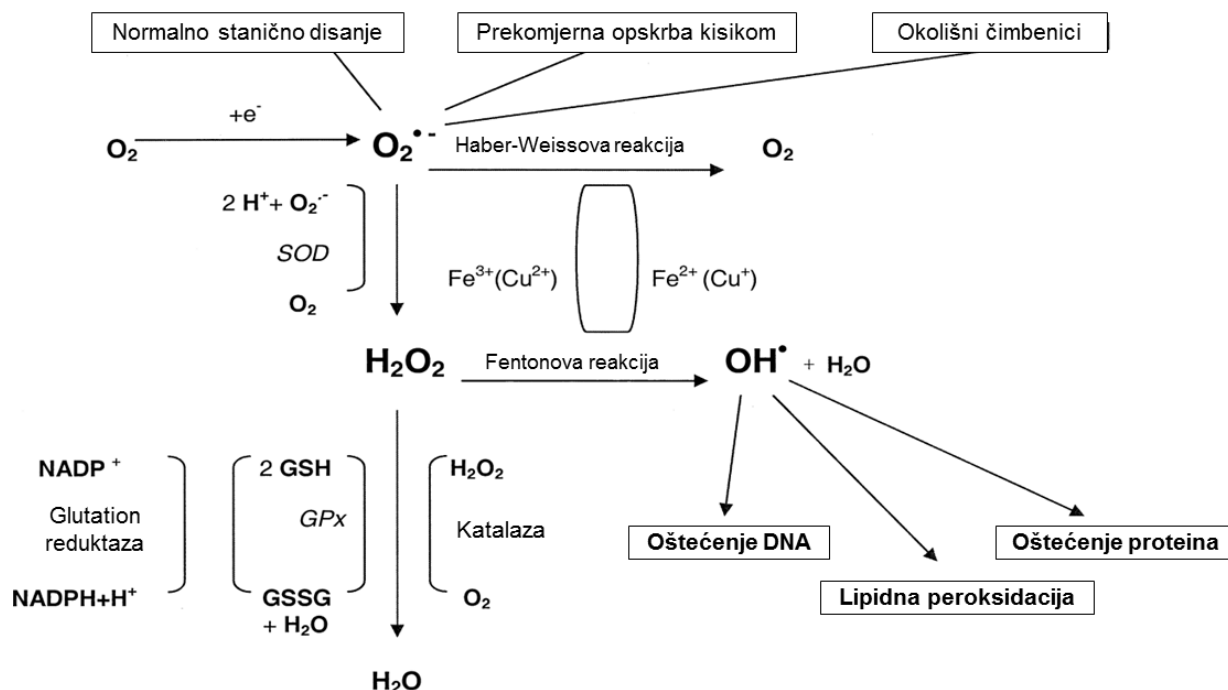 Normalno stanično disanje
Prekomjerna opskrba kisikom
Okolišni čimbenici
+e⁻
O₂
O₂•⁻
Haber-Weissova reakcija
O₂
2 H⁺+ O₂·⁻
SOD
O₂
Fe³⁺(Cu²⁺)
Fe²⁺ (Cu⁺)
H₂O₂
Fentonova reakcija
OH• + H₂O
NADP ⁺
Glutation
reduktaza
NADPH+H⁺
2 GSH
GPx
GSSG
+ H₂O
H₂O₂
Katalaza
O₂
Oštećenje DNA
Oštećenje proteina
Lipidna peroksidacija
H₂O